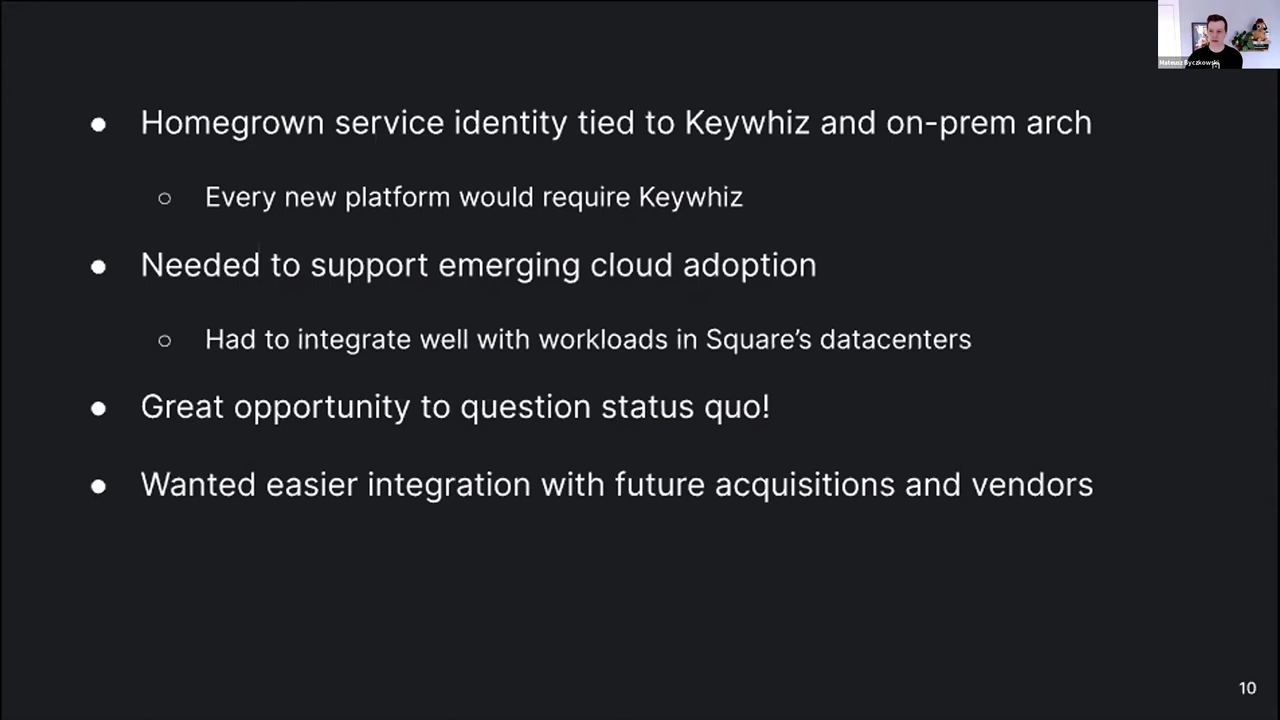 Mateusz Byczkowski
● Homegrown service identity tied to Keywhiz and on-prem arch
○ Every new platform would require Keywhiz
● Needed to support emerging cloud adoption
○ Had to integrate well with workloads in Square’s datacenters
● Great opportunity to question status quo!
● Wanted easier integration with future acquisitions and vendors
10